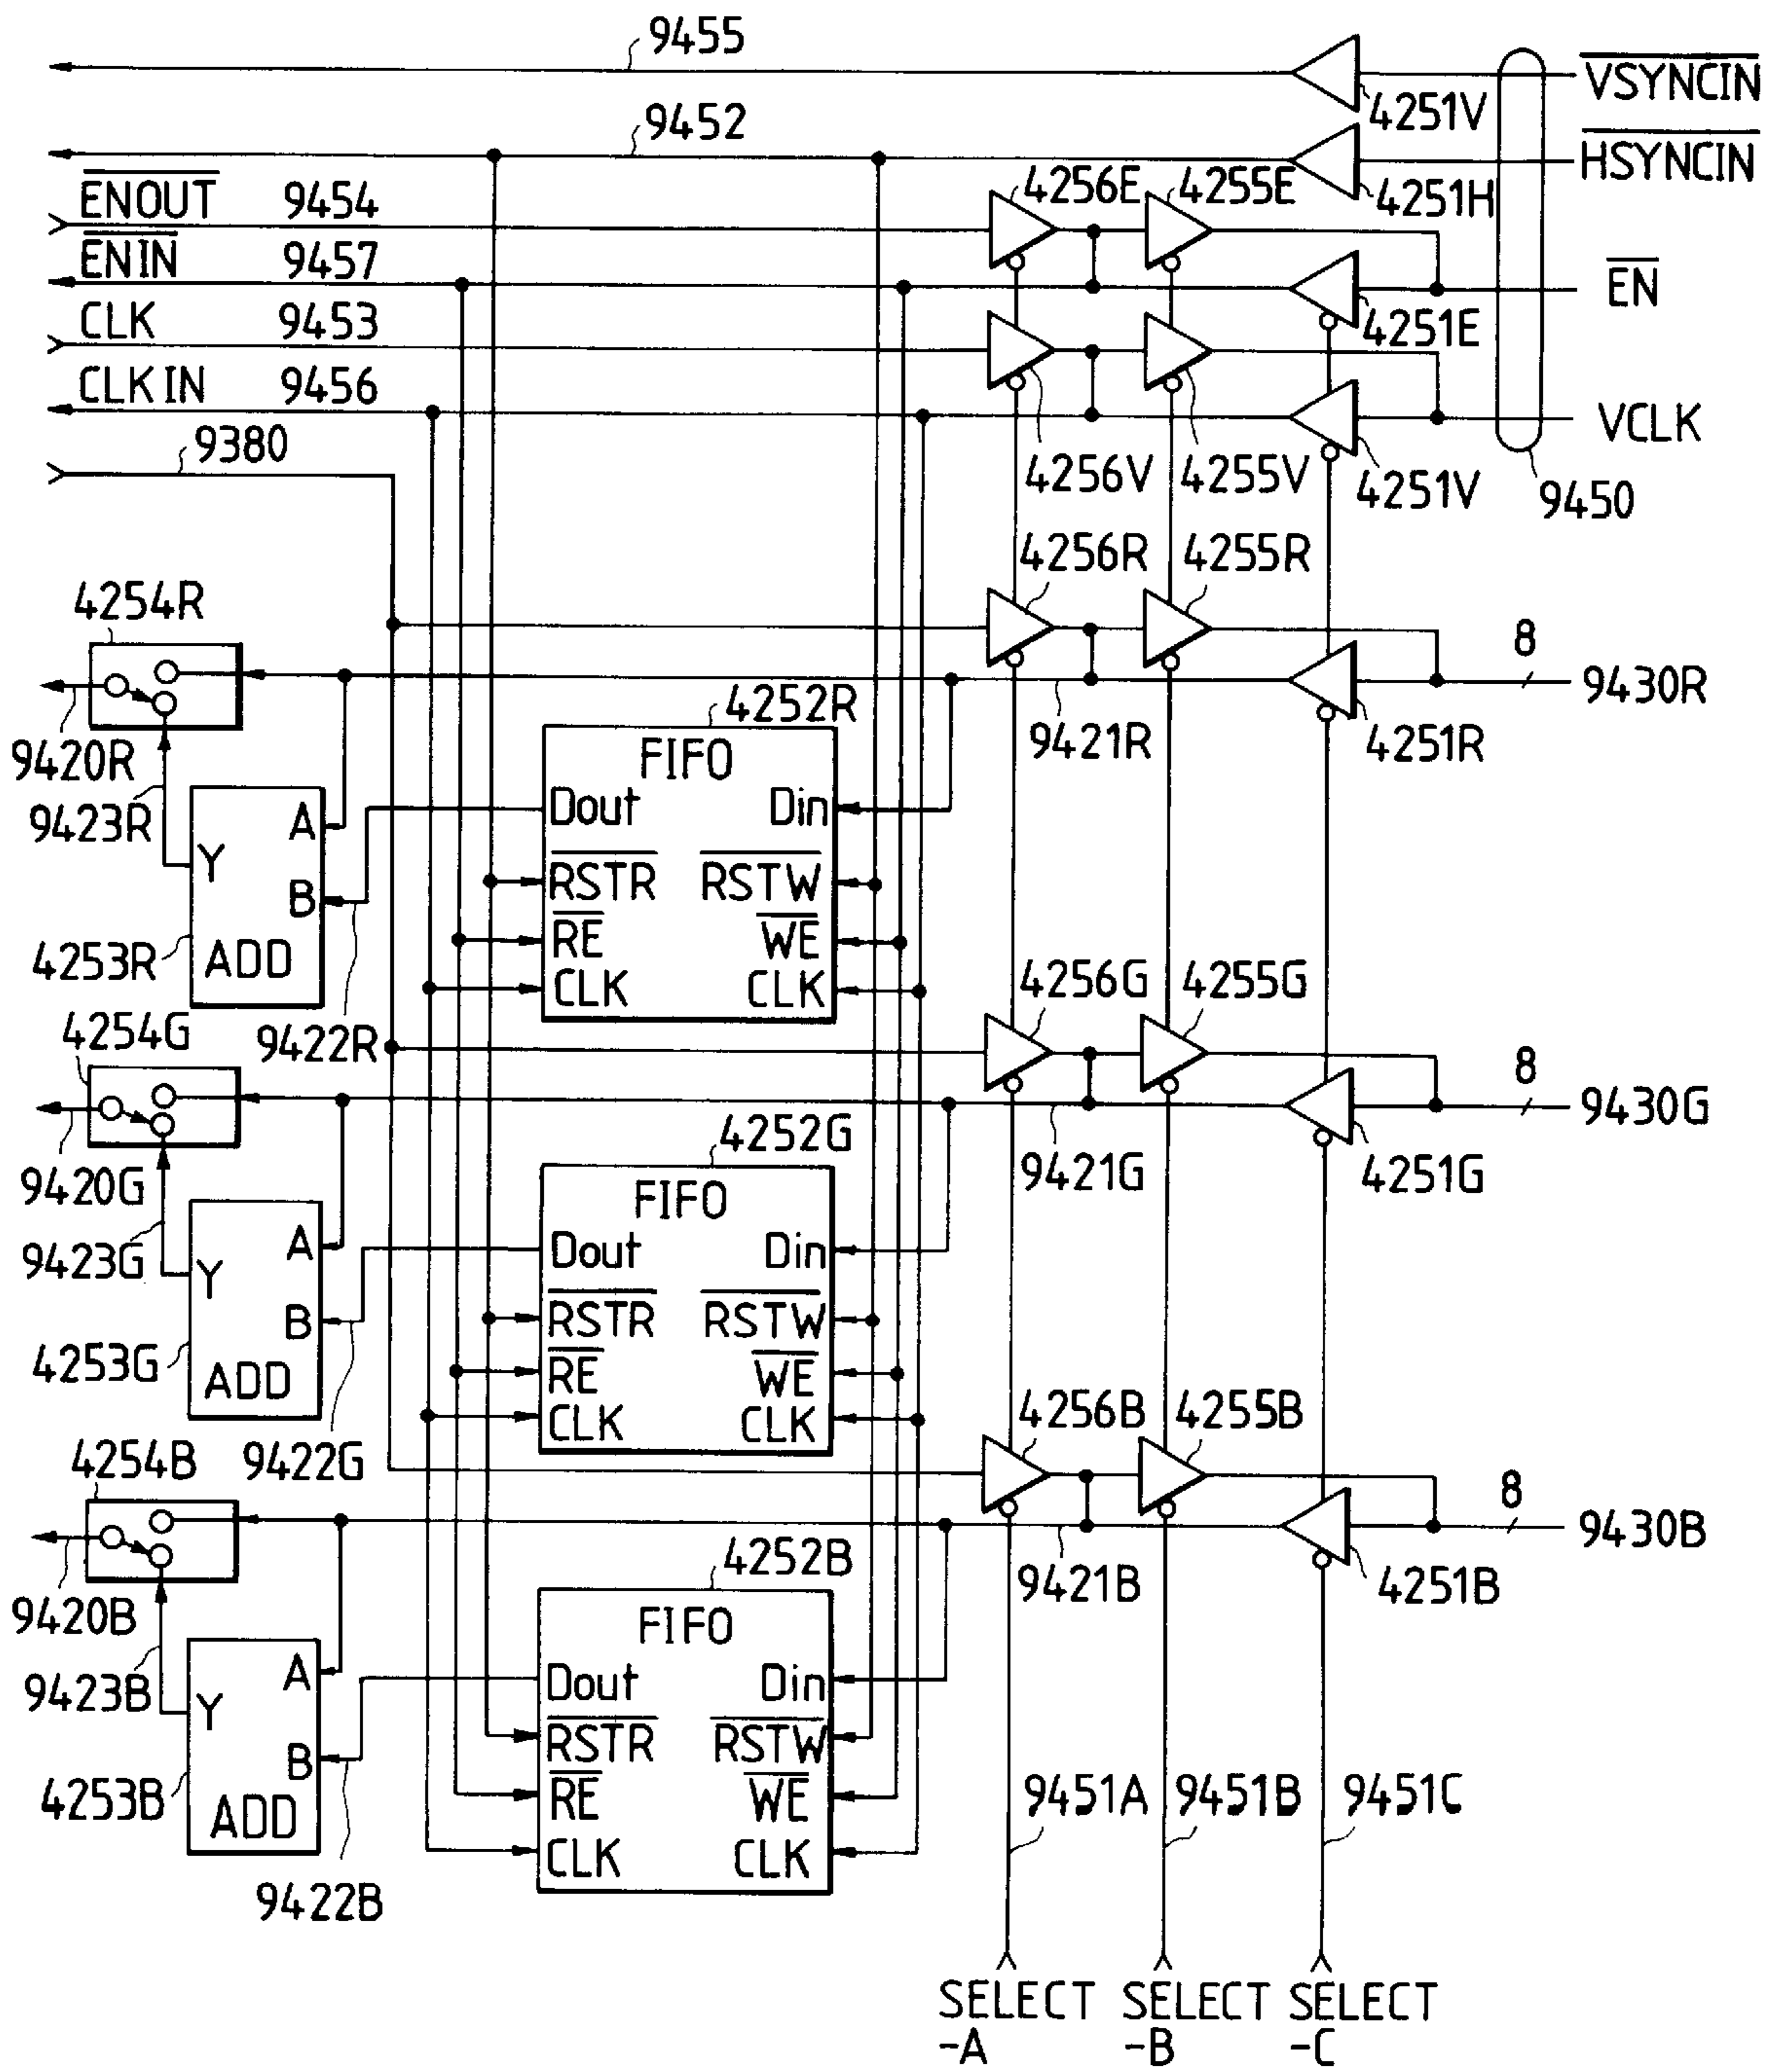 9455
VSYNCIN
4251V
9452
HSYNCIN
4251H
ENOUT 9454
4256E 4255E
ENIN 9457
EN
4251E
CLK 9453
CLKIN 9456
VCLK
9380
4256V 4255V 4251V 9450
4256R 4255R
4254R
8
9430R
4252R
9421R
4251R
9420R
FIFO
9423R
A
Dout Din
Y
B
RSTR RSTW
4253R
ADD
RE WE
CLK CLK
4256G 4255G
4254G
9422R
8
9430G
4252G
9421G
4251G
9420G
FIFO
9423G
A
Dout Din
Y
B
RSTR RSTW
4253G
ADD
RE WE
CLK CLK
4256B 4255B
4254B
9422G
8
9430B
4252B
9421B
4251B
9420B
FIFO
9423B
A
Dout Din
Y
B
RSTR RSTW
4253B
ADD
RE WE
9451A 9451B 9451C
CLK CLK
9422B
SELECT SELECT SELECT
-A -B -C